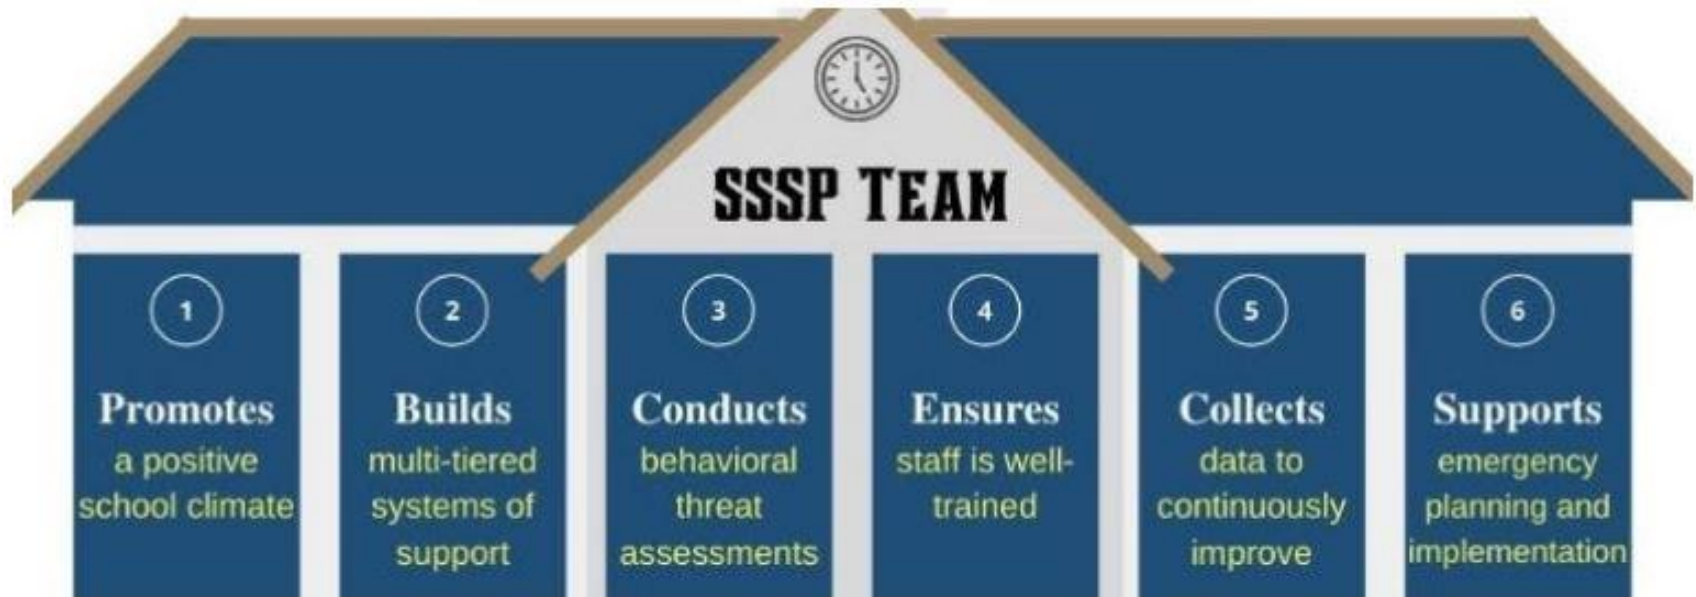 SSSP TEAM
1
Promotes
a positive
school climate
2
Builds
multi-tiered
systems of
support
3
Conducts
behavioral
threat
assessments
4
Ensures
staff is well-
trained
5
Collects
data to
continuously
improve
6
Supports
emergency
planning and
implementation